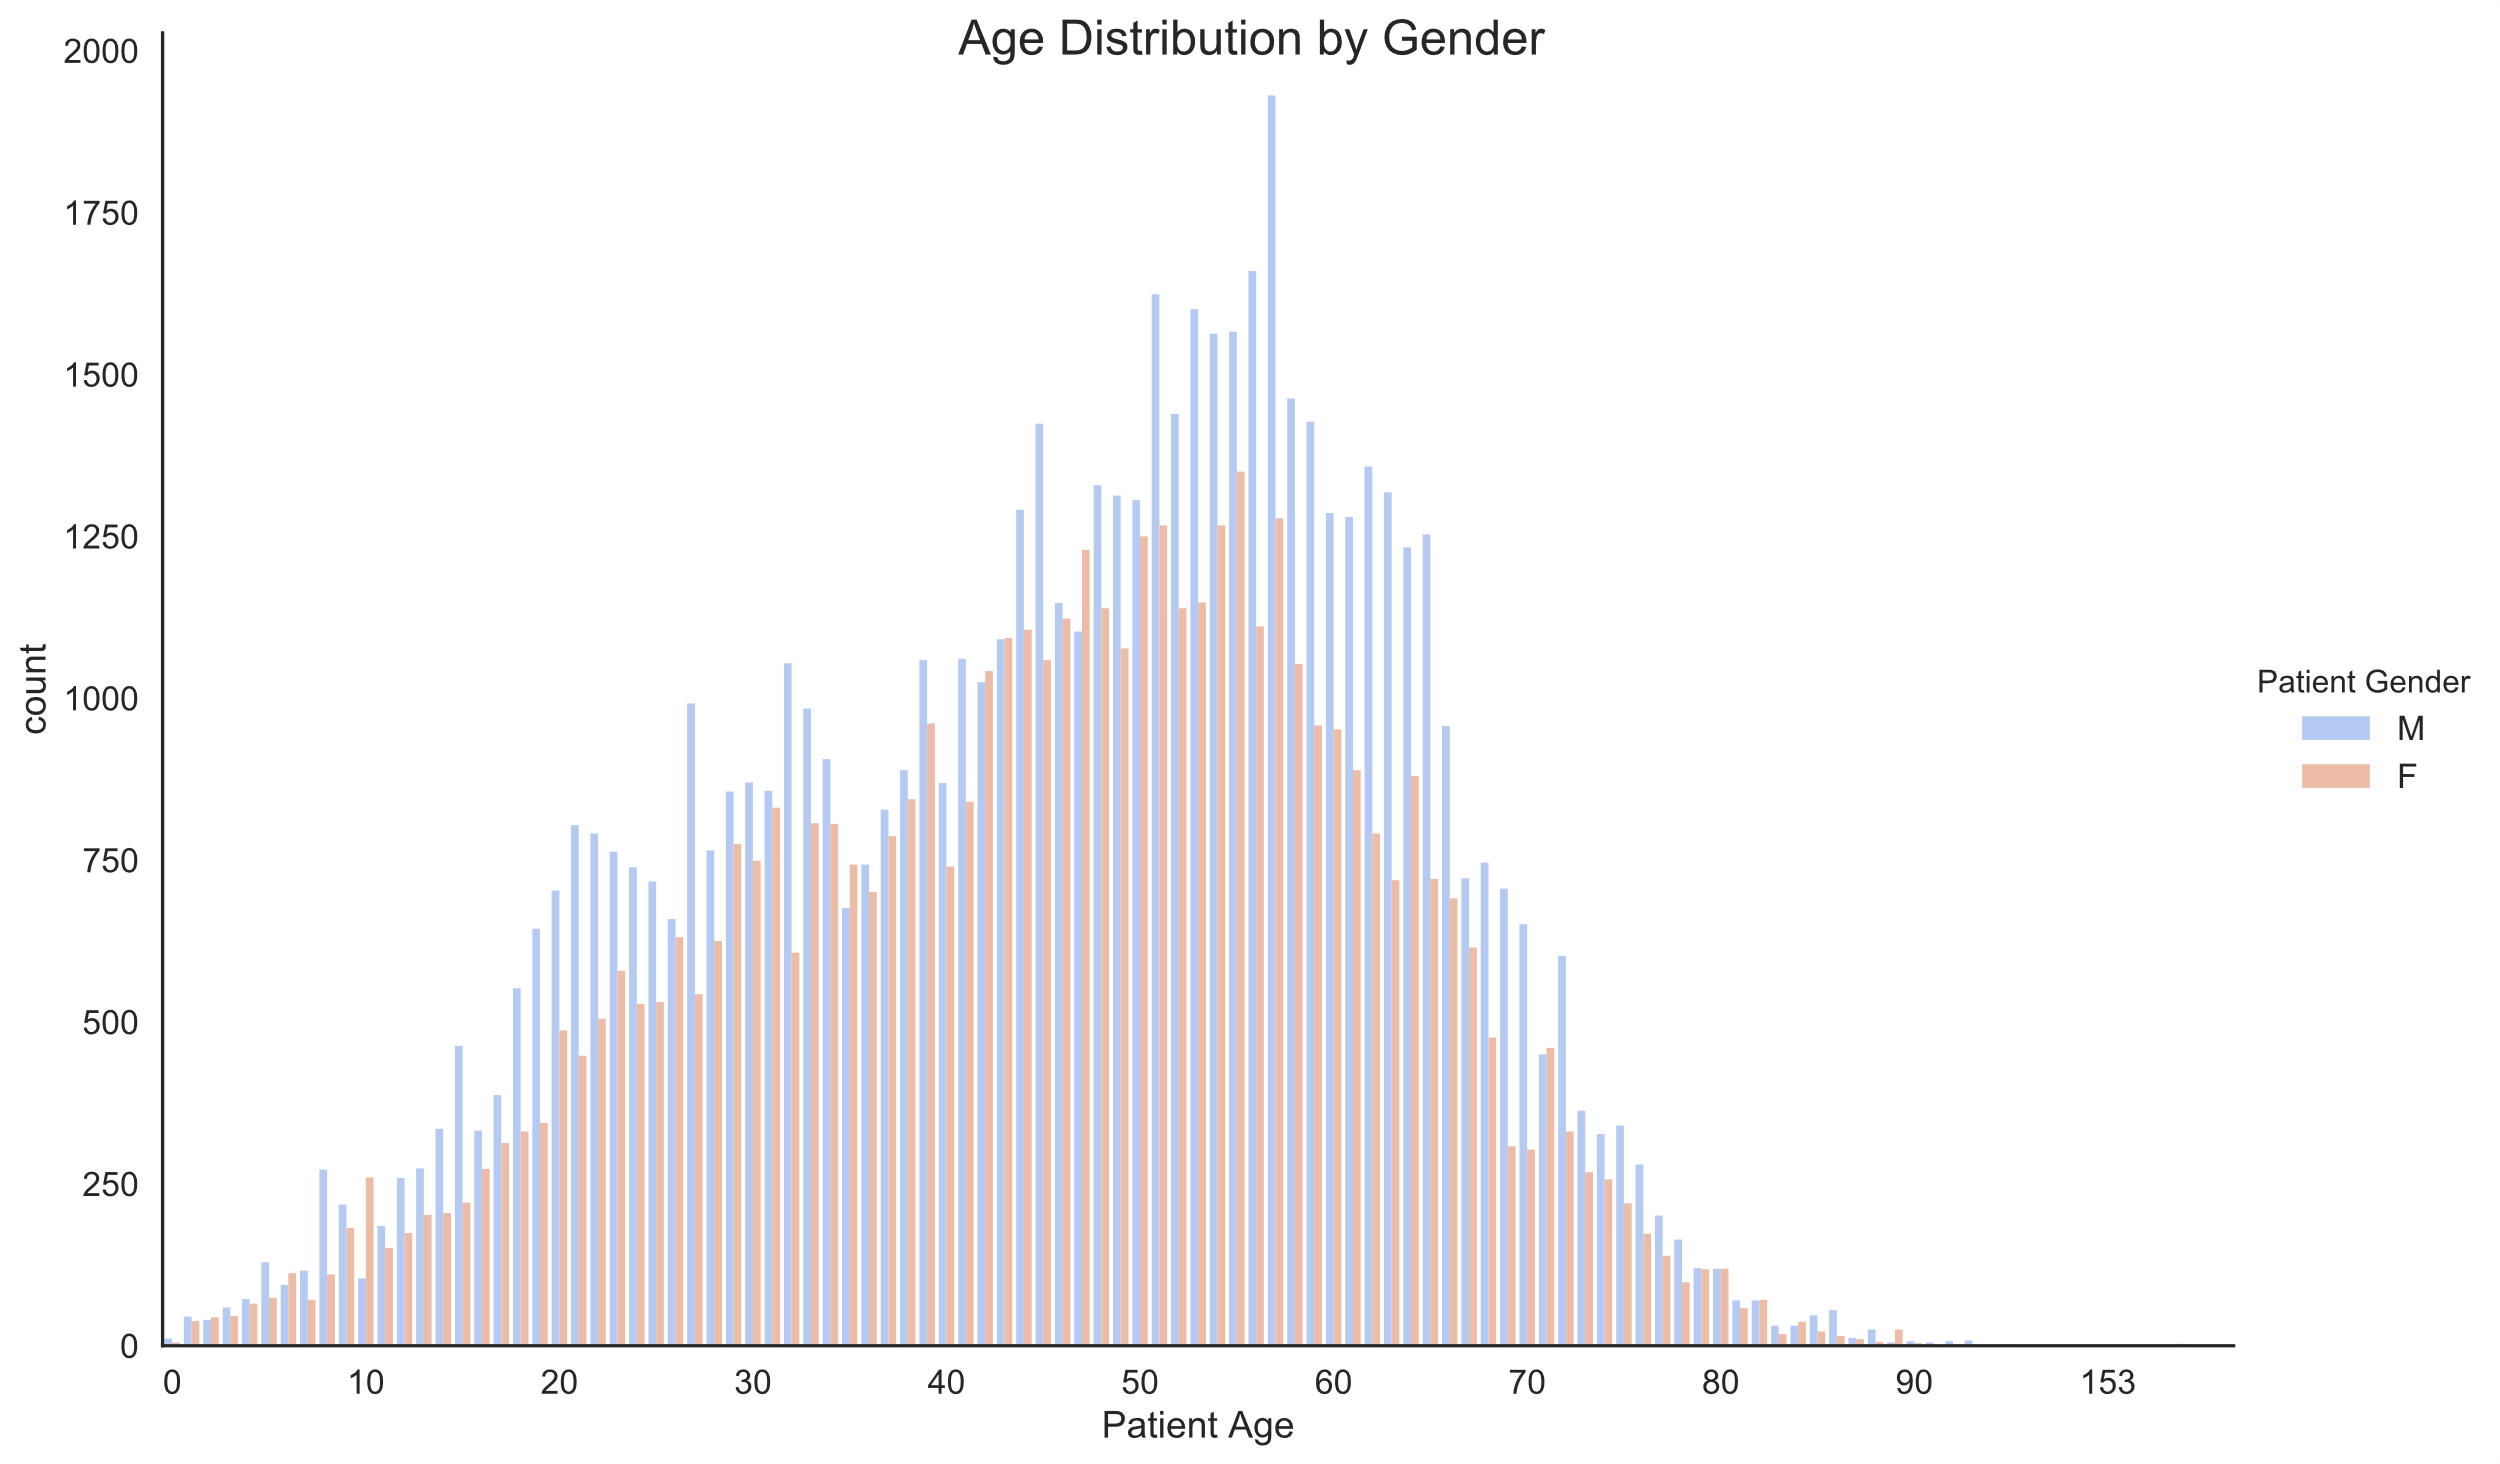 Age Distribution by Gender
2000
1750
1500
1250
1000
750
500
250
0
count
0 10 20 30 40 50 60 70 80 90 153
Patient Age
Patient Gender
M
F